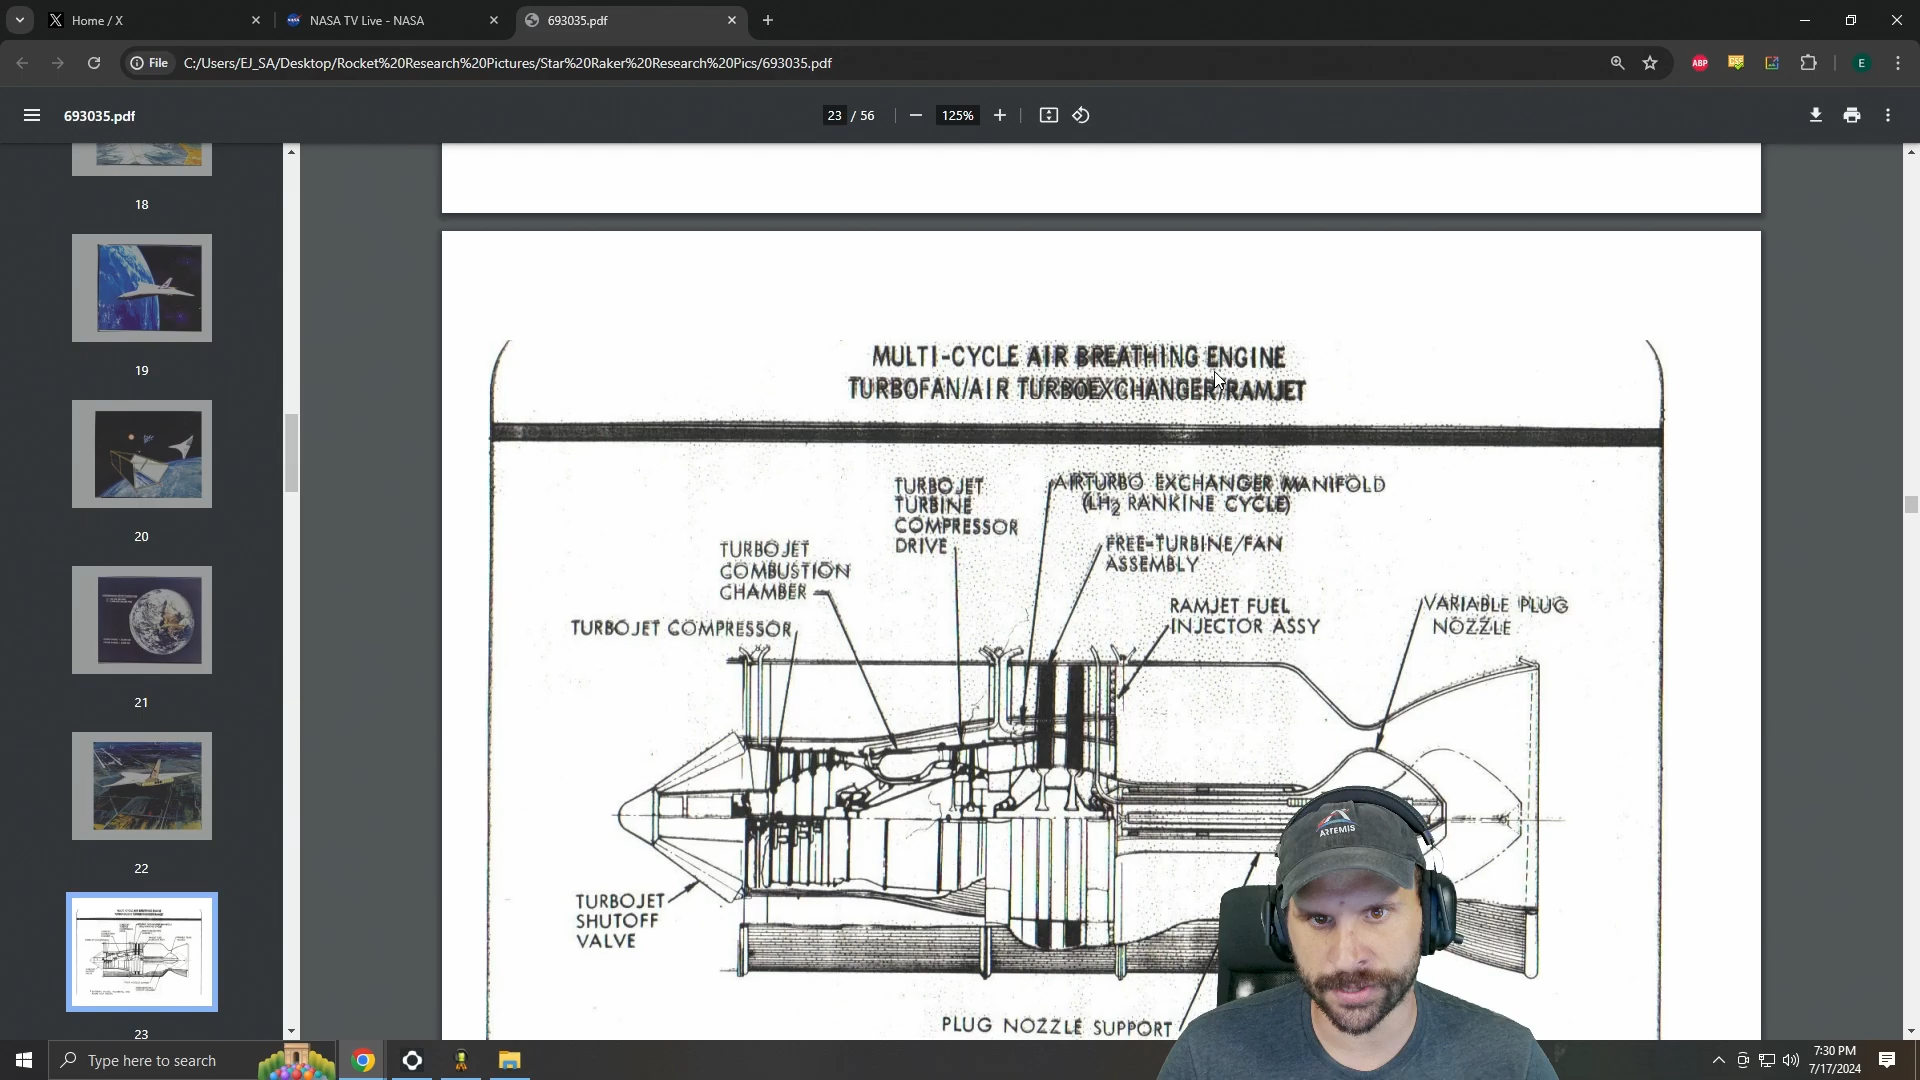 Home / X
NASA TV Live - NASA
693035.pdf
File
C:/Users/EJ_SA/Desktop/Rocket%20Research%20Pictures/Star%20Raker%20Research%20Pics/693035.pdf
ABP
E
693035.pdf
23 / 56
125%
18
19
20
21
22
23
MULTI-CYCLE AIR BREATHING ENGINE
TURBOFAN/AIR TURBOEXCHANGER/RAMJET
TURBOJET
TURBINE
COMPRESSOR
DRIVE
AIRTURBO EXCHANGER MANIFOLD
(LH2 RANKINE CYCLE)
FREE-TURBINE/FAN
ASSEMBLY
TURBOJET
COMBUSTION
CHAMBER
RAMJET FUEL
INJECTOR ASSY
VARIABLE PLUG
NOZZLE
TURBOJET COMPRESSOR
TURBOJET
SHUTOFF
VALVE
PLUG NOZZLE SUPPORT
ARTEMIS
Type here to search
7:30 PM
7/17/2024